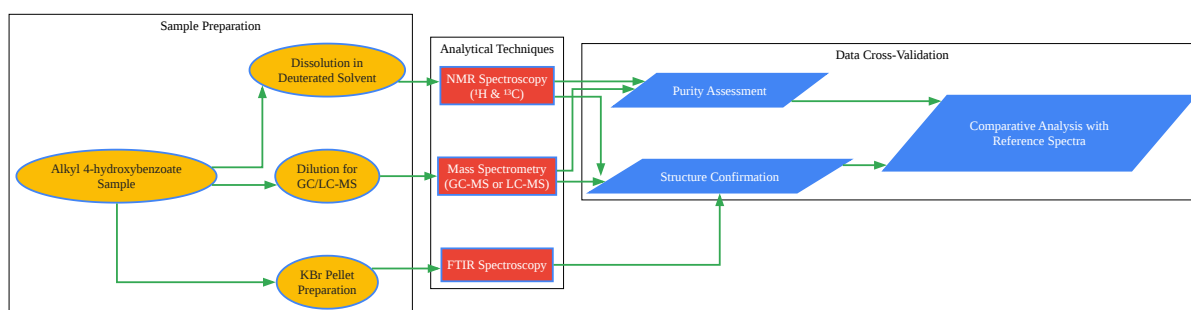 Sample Preparation
Alkyl 4-hydroxybenzoate
Sample
Dissolution in
Deuterated Solvent
Dilution for
GC/LC-MS
KBr Pellet
Preparation
Analytical Techniques
NMR Spectroscopy
(¹H & ¹³C)
Mass Spectrometry
(GC-MS or LC-MS)
FTIR Spectroscopy
Data Cross-Validation
Purity Assessment
Structure Confirmation
Comparative Analysis with
Reference Spectra